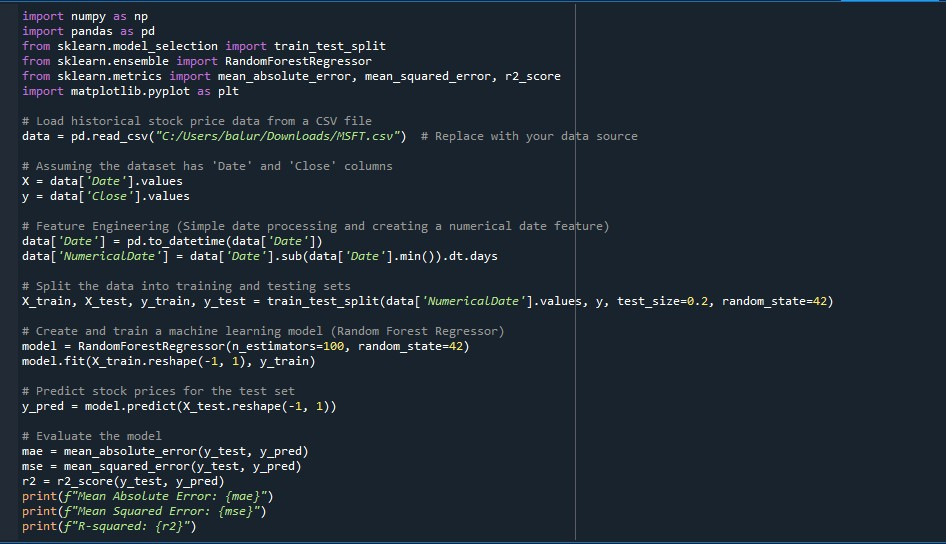 import numpy as np
import pandas as pd
from sklearn.model_selection import train_test_split
from sklearn.ensemble import RandomForestRegressor
from sklearn.metrics import mean_absolute_error, mean_squared_error, r2_score
import matplotlib.pyplot as plt

# Load historical stock price data from a CSV file
data = pd.read_csv("C:/Users/balur/Downloads/MSFT.csv")  # Replace with your data source

# Assuming the dataset has 'Date' and 'Close' columns
X = data['Date'].values
y = data['Close'].values

# Feature Engineering (Simple date processing and creating a numerical date feature)
data['Date'] = pd.to_datetime(data['Date'])
data['NumericalDate'] = data['Date'].sub(data['Date'].min()).dt.days

# Split the data into training and testing sets
X_train, X_test, y_train, y_test = train_test_split(data['NumericalDate'].values, y, test_size=0.2, random_state=42)

# Create and train a machine learning model (Random Forest Regressor)
model = RandomForestRegressor(n_estimators=100, random_state=42)
model.fit(X_train.reshape(-1, 1), y_train)

# Predict stock prices for the test set
y_pred = model.predict(X_test.reshape(-1, 1))

# Evaluate the model
mae = mean_absolute_error(y_test, y_pred)
mse = mean_squared_error(y_test, y_pred)
r2 = r2_score(y_test, y_pred)
print(f"Mean Absolute Error: {mae}")
print(f"Mean Squared Error: {mse}")
print(f"R-squared: {r2}")